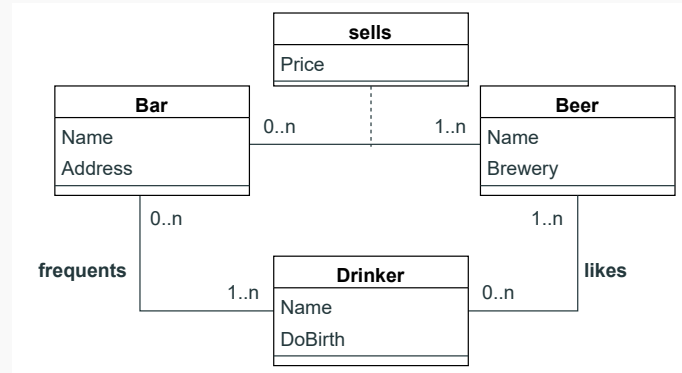 sells
Price
Bar
Name
Address
0..n
1..n
Beer
Name
Brewery
0..n
1..n
frequents
likes
1..n
0..n
Drinker
Name
DoBirth